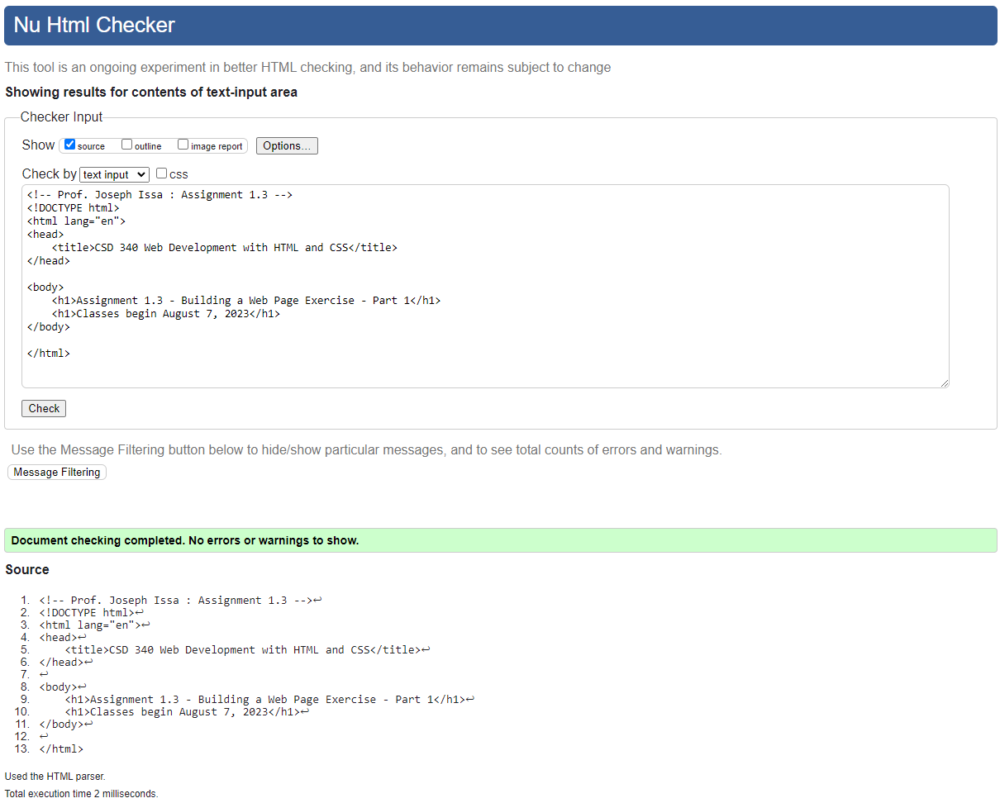 Nu Html Checker
This tool is an ongoing experiment in better HTML checking, and its behavior remains subject to change
Showing results for contents of text-input area
Checker Input
Show source outline image report Options...
Check by text input css
<!-- Prof. Joseph Issa : Assignment 1.3 -->
<!DOCTYPE html>
<html lang="en">
<head>
    <title>CSD 340 Web Development with HTML and CSS</title>
</head>
<body>
    <h1>Assignment 1.3 - Building a Web Page Exercise - Part 1</h1>
    <h1>Classes begin August 7, 2023</h1>
</body>
</html>
Check
Use the Message Filtering button below to hide/show particular messages, and to see total counts of errors and warnings.
Message Filtering
Document checking completed. No errors or warnings to show.
Source
1. <!-- Prof. Joseph Issa : Assignment 1.3 -->↩
2. <!DOCTYPE html>↩
3. <html lang="en">↩
4. <head>↩
5.     <title>CSD 340 Web Development with HTML and CSS</title>↩
6. </head>↩
7. ↩
8. <body>↩
9.     <h1>Assignment 1.3 - Building a Web Page Exercise - Part 1</h1>↩
10.     <h1>Classes begin August 7, 2023</h1>↩
11. </body>↩
12. ↩
13. </html>
Used the HTML parser.
Total execution time 2 milliseconds.